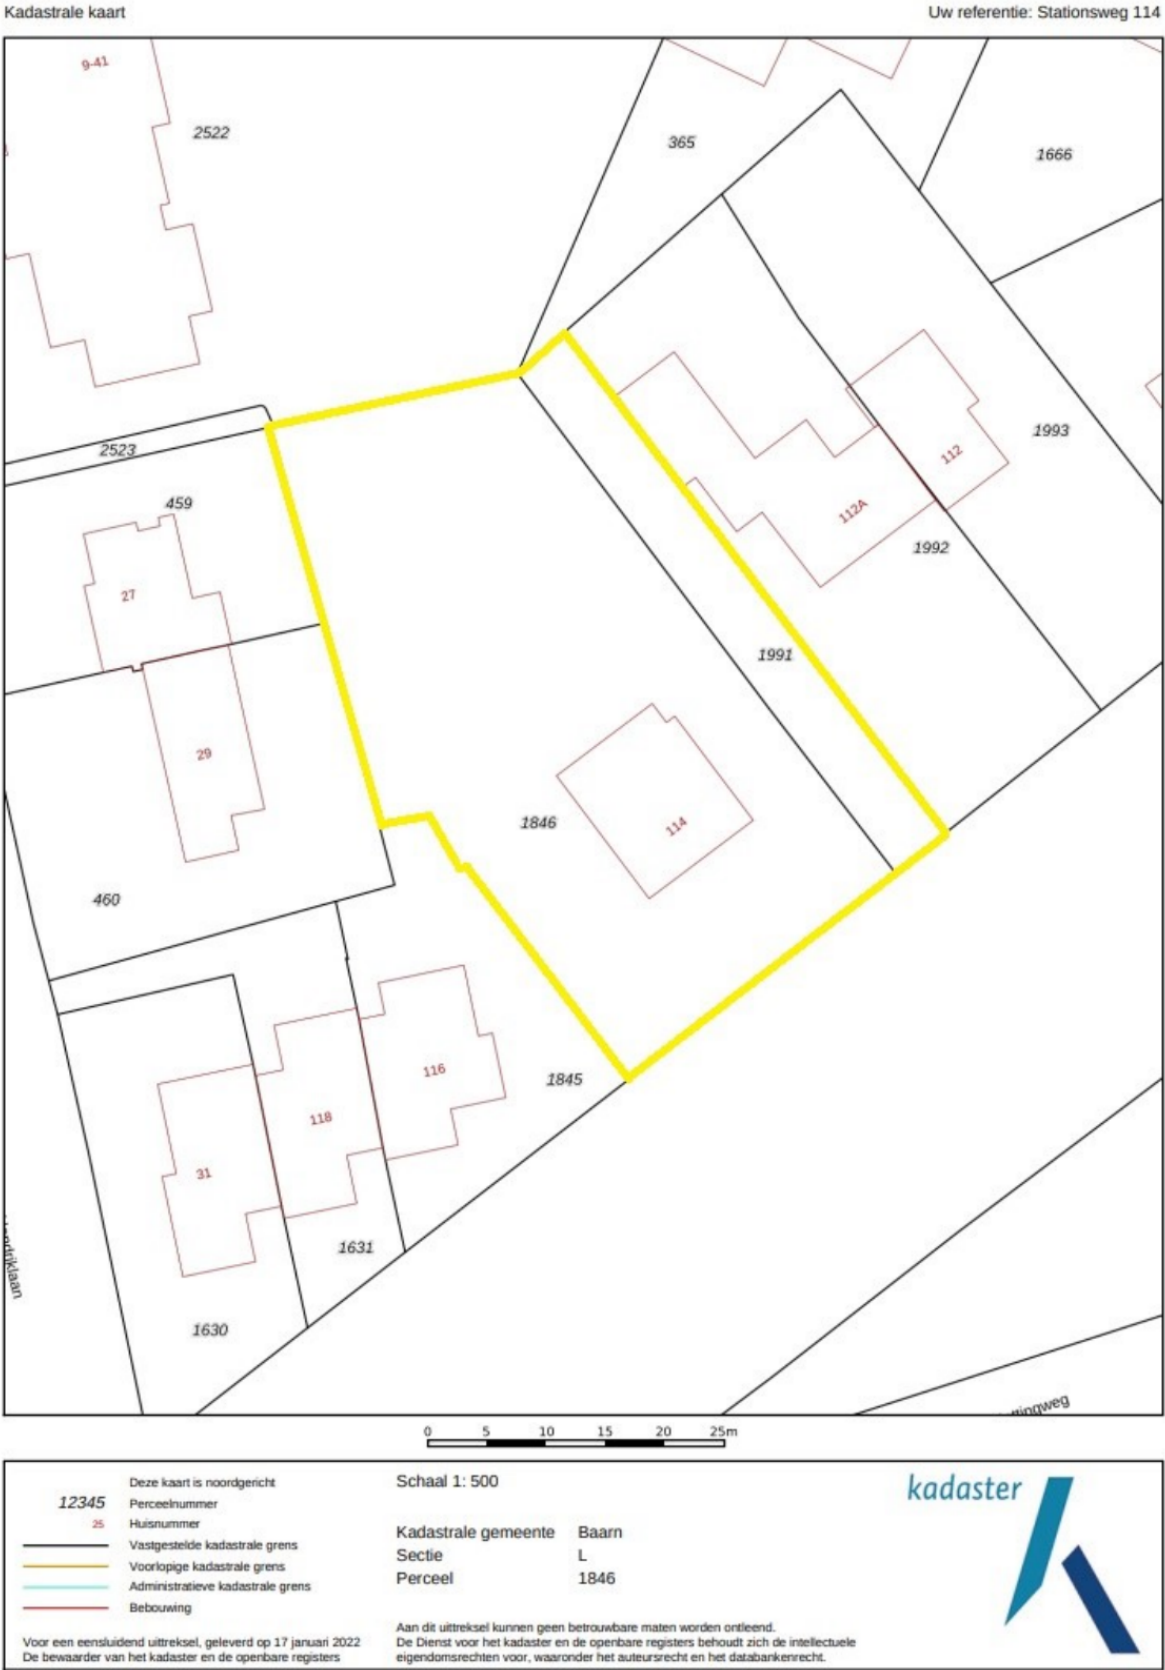 Kadastrale kaart
Uw referentie: Stationsweg 114
9-41
2522
365
1666
2523
459
1993
112
112A
1992
27
1991
29
1846
114
460
116
1845
118
31
1631
1630
0 5 10 15 20 25m
Deze kaart is noordgericht
12345 Perceelnummer
25 Huisnummer
Vastgestelde kadastrale grens
Voorlopige kadastrale grens
Administratieve kadastrale grens
Bebouwing
Voor een eensluidend uittreksel, geleverd op 17 januari 2022
De bewaarder van het kadaster en de openbare registers
Schaal 1: 500
Kadastrale gemeente Baarn
Sectie L
Perceel 1846
Aan dit uittreksel kunnen geen betrouwbare maten worden ontleend.
De Dienst voor het kadaster en de openbare registers behoudt zich de intellectuele
eigendomsrechten voor, waaronder het auteursrecht en het databankenrecht.
kadaster